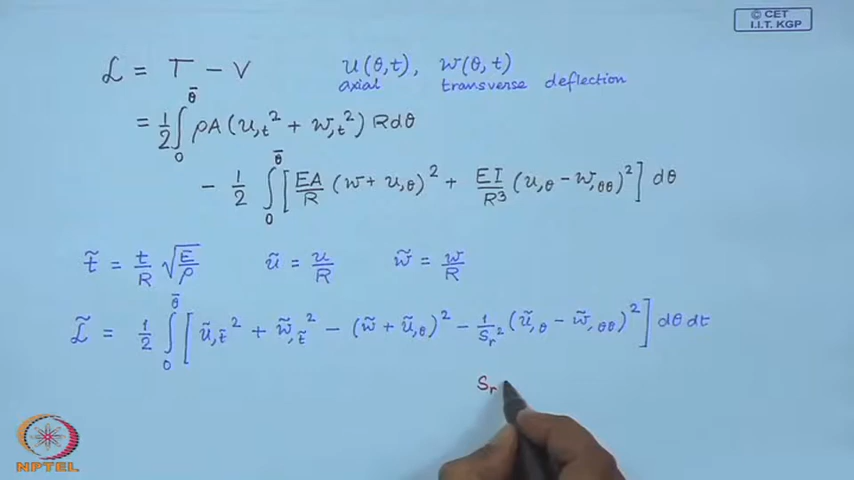 © CET
I.I.T. KGP
ℒ = T − V   u(θ,t), w(θ,t)
axial   transverse deflection
= 1/2 ∫₀^θ̄ ρA(u,ₜ² + w,ₜ²) R dθ
− 1/2 ∫₀^θ̄ [EA/R (w + u,θ)² + EI/R³ (u,θ − w,θθ)²] dθ
t̃ = t/R √(E/ρ)   ũ = u/R   w̃ = w/R
ℒ̃ = 1/2 ∫₀^θ̄ [ũ,t̃² + w̃,t̃² − (w̃ + ũ,θ)² − 1/Sᵣ² (ũ,θ − w̃,θθ)²] dθ dt
Sᵣ
NPTEL